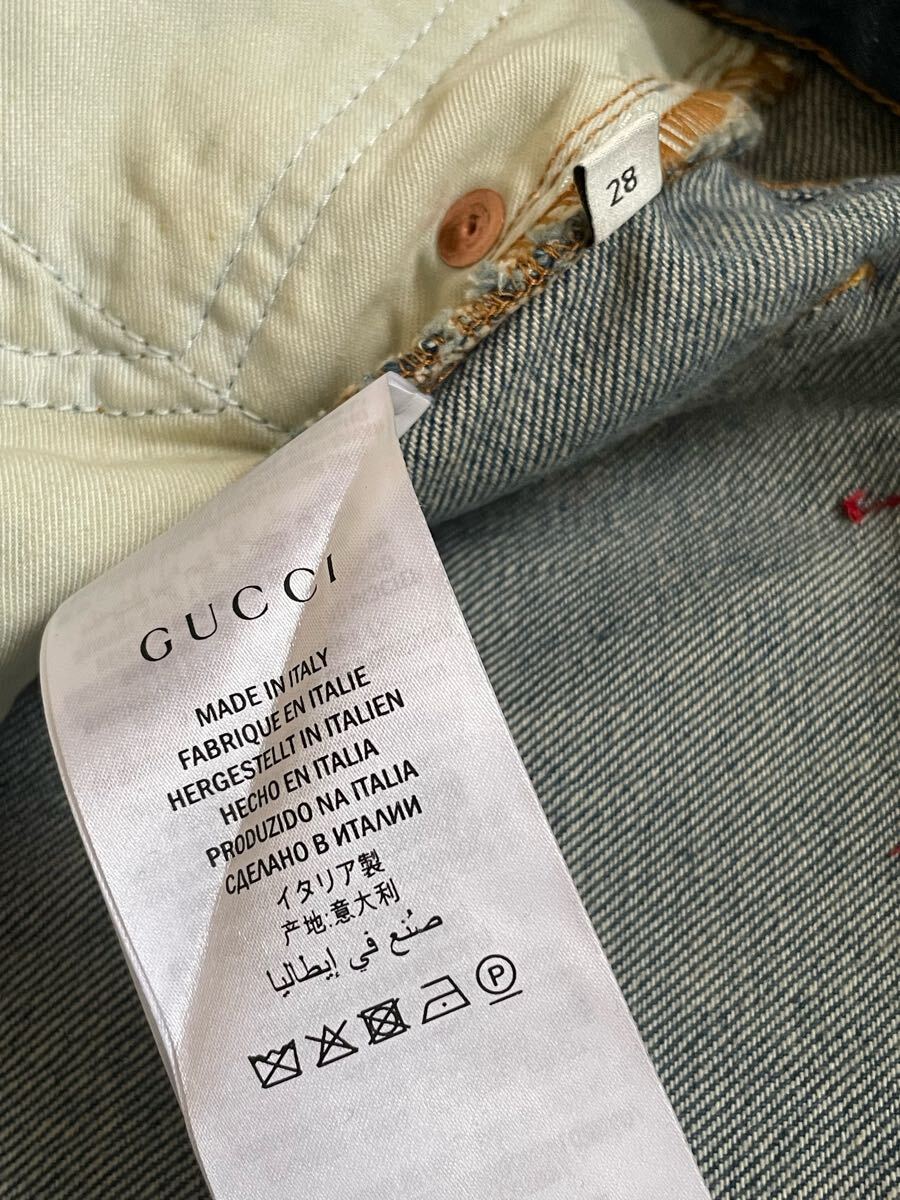 28
GUCCI
MADE IN ITALY
FABRIQUE EN ITALIE
HERGESTELLT IN ITALIEN
HECHO EN ITALIA
PRODUZIDO NA ITALIA
СДЕЛАНО В ИТАЛИИ
イタリア製
产地:意大利
صُنع في إيطاليا
P